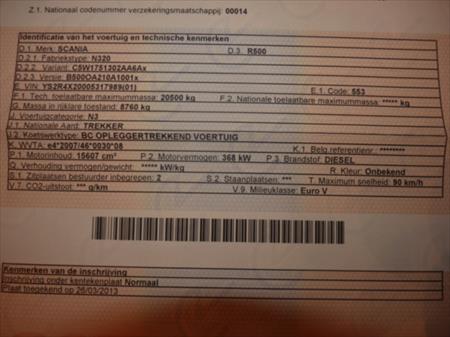 Z.1. Nationaal codenummer verzekeringsmaatschappij: 00014
Identificatie van het voertuig en technische kenmerken
D.1. Merk: SCANIA D.3. R500
D.2.1. Fabriekstype: N320
D.2.2. Variant: C5W1751302AA6Ax
D.2.3. Versie: B500OA210A1001x
E. VIN: YS2R4X20005317989(01) E.1. Code: 553
F.1. Tech. toelaatbare maximummassa: 20500 kg F.2. Nationale toelaatbare maximummassa: ***** kg
G. Massa in rijklare toestand: 8760 kg
J. Voertuigcategorie: N3
J.1. Nationale Aard: TREKKER
J.2. Koetswerktype: BC OPLEGGERTREKKEND VOERTUIG
K. WVTA: e4*2007/46*0030*08 K.1. Belg referentienr.: ********
P.1. Motorinhoud: 15607 cm³ P.2. Motorvermogen: 368 kW P.3. Brandstof: DIESEL
Q. Verhouding vermogen/gewicht: ***** kW/kg R. Kleur: Onbekend
S.1. Zitplaatsen bestuurder inbegrepen: 2 S.2. Staanplaatsen: *** T. Maximum snelheid: 90 km/h
V.7. CO2-uitstoot: *** g/km V.9. Milieuklasse: Euro V
Kenmerken van de inschrijving
Inschrijving onder kentekenplaat Normaal
Plaat toegekend op 26/03/2013